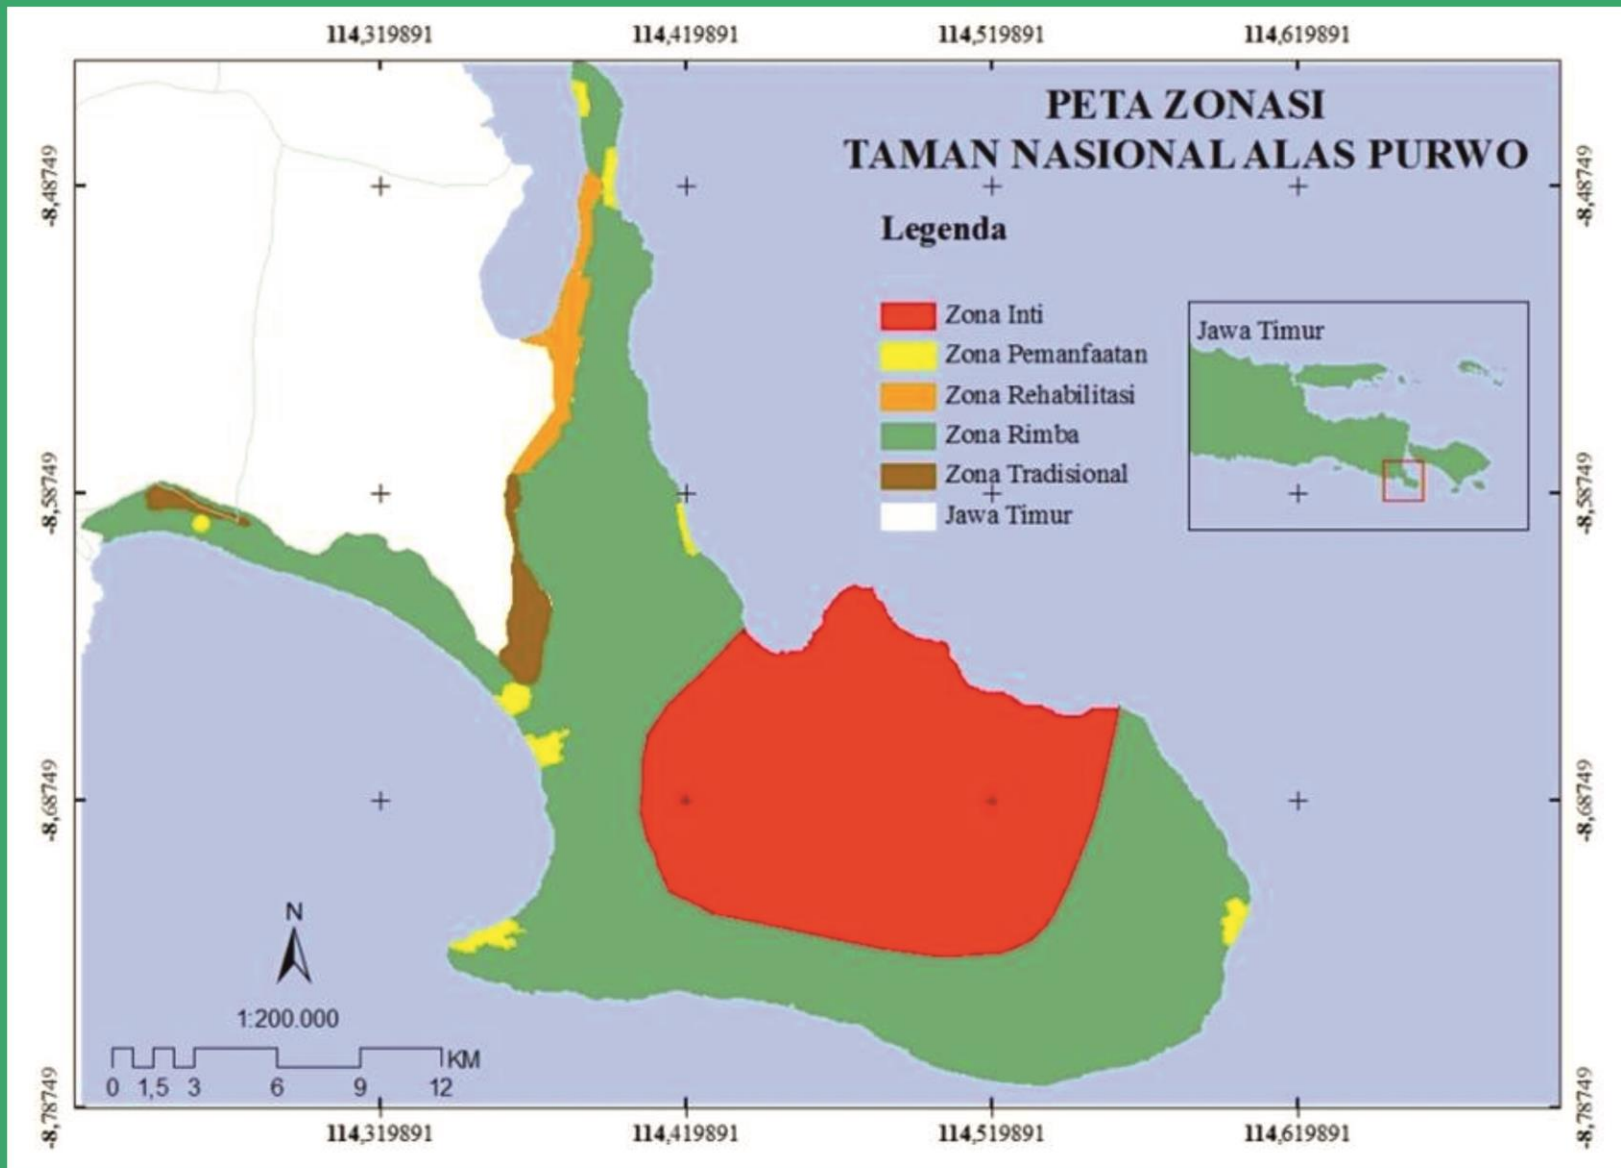 114,319891
114,419891
114,519891
114,619891
PETA ZONASI
TAMAN NASIONAL ALAS PURWO
-8,48749
-8,48749
Legenda
Zona Inti
Zona Pemanfaatan
Zona Rehabilitasi
Zona Rimba
Zona Tradisional
Jawa Timur
Jawa Timur
-8,58749
-8,58749
-8,68749
-8,68749
N
1:200.000
KM
0 1,5 3 6 9 12
-8,78749
-8,78749
114,319891
114,419891
114,519891
114,619891